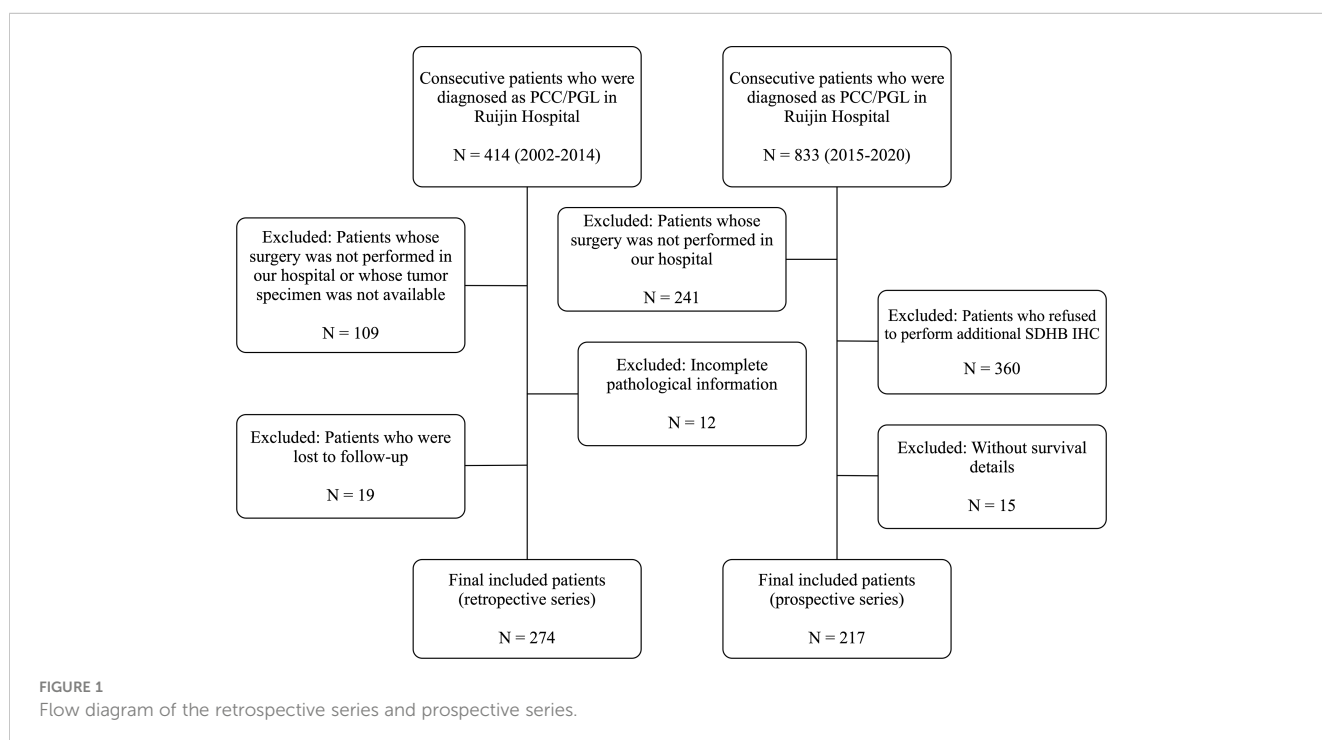 Consecutive patients who were
diagnosed as PCC/PGL in
Ruijin Hospital
N = 414 (2002-2014)
Consecutive patients who were
diagnosed as PCC/PGL in
Ruijin Hospital
N = 833 (2015-2020)
Excluded: Patients whose
surgery was not performed in
our hospital or whose tumor
specimen was not available
N = 109
Excluded: Patients whose
surgery was not performed in
our hospital
N = 241
Excluded: Patients who refused
to perform additional SDHB IHC
N = 360
Excluded: Incomplete
pathological information
N = 12
Excluded: Patients who were
lost to follow-up
N = 19
Excluded: Without survival
details
N = 15
Final included patients
(retropective series)
N = 274
Final included patients
(prospective series)
N = 217
FIGURE 1
Flow diagram of the retrospective series and prospective series.